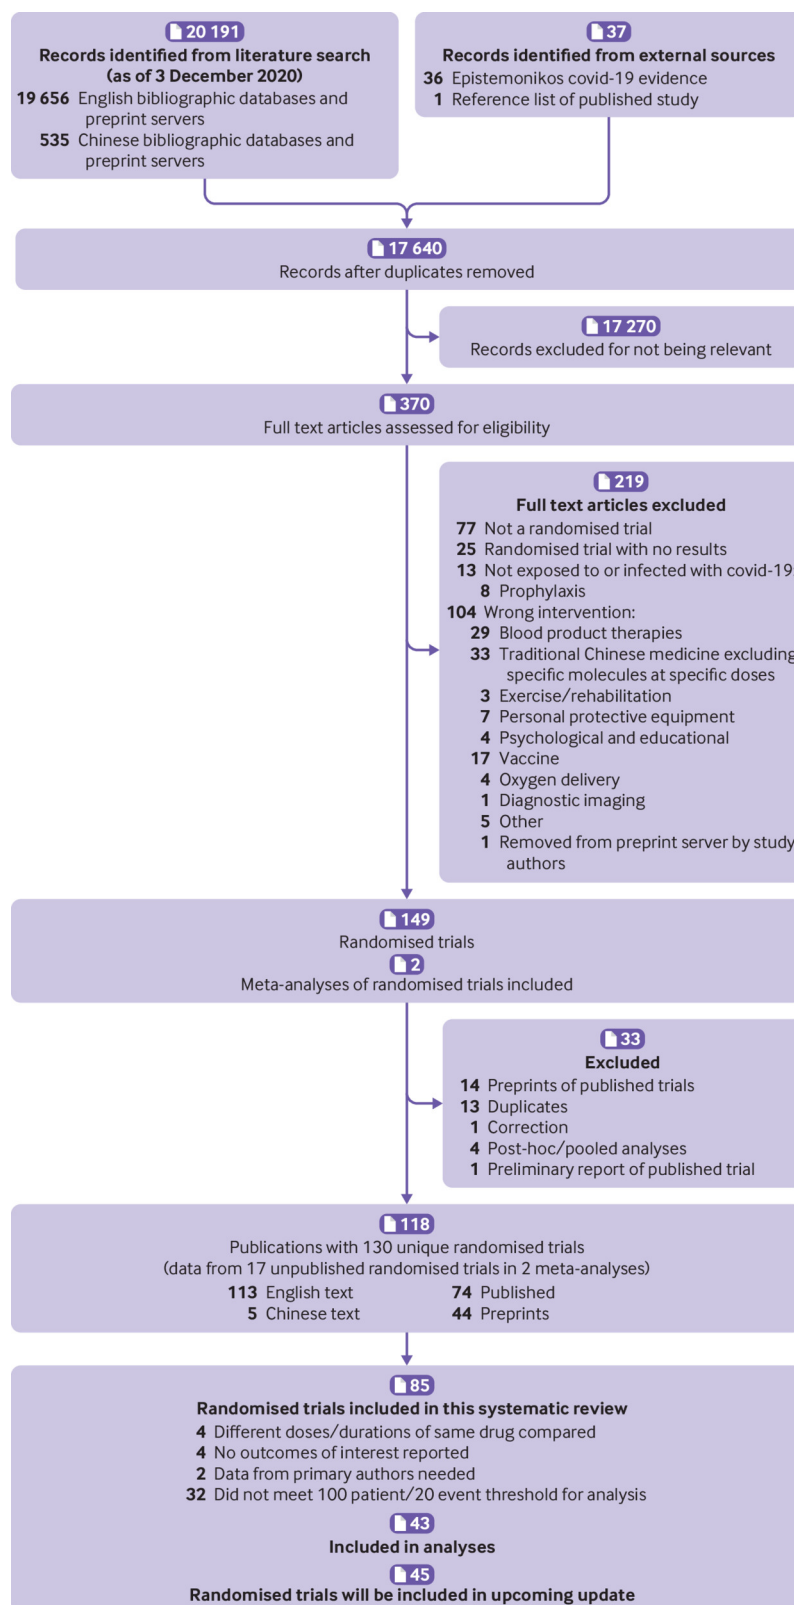 20 191
Records identified from literature search
(as of 3 December 2020)
19 656 English bibliographic databases and
preprint servers
535 Chinese bibliographic databases and
preprint servers
37
Records identified from external sources
36 Epistemonikos covid-19 evidence
1 Reference list of published study
17 640
Records after duplicates removed
17 270
Records excluded for not being relevant
370
Full text articles assessed for eligibility
219
Full text articles excluded
77 Not a randomised trial
25 Randomised trial with no results
13 Not exposed to or infected with covid-19
8 Prophylaxis
104 Wrong intervention:
29 Blood product therapies
33 Traditional Chinese medicine excluding
specific molecules at specific doses
3 Exercise/rehabilitation
7 Personal protective equipment
4 Psychological and educational
17 Vaccine
4 Oxygen delivery
1 Diagnostic imaging
5 Other
1 Removed from preprint server by study
authors
149
Randomised trials
2
Meta-analyses of randomised trials included
33
Excluded
14 Preprints of published trials
13 Duplicates
1 Correction
4 Post-hoc/pooled analyses
1 Preliminary report of published trial
118
Publications with 130 unique randomised trials
(data from 17 unpublished randomised trials in 2 meta-analyses)
113 English text 74 Published
5 Chinese text 44 Preprints
85
Randomised trials included in this systematic review
4 Different doses/durations of same drug compared
4 No outcomes of interest reported
2 Data from primary authors needed
32 Did not meet 100 patient/20 event threshold for analysis
43
Included in analyses
45
Randomised trials will be included in upcoming update